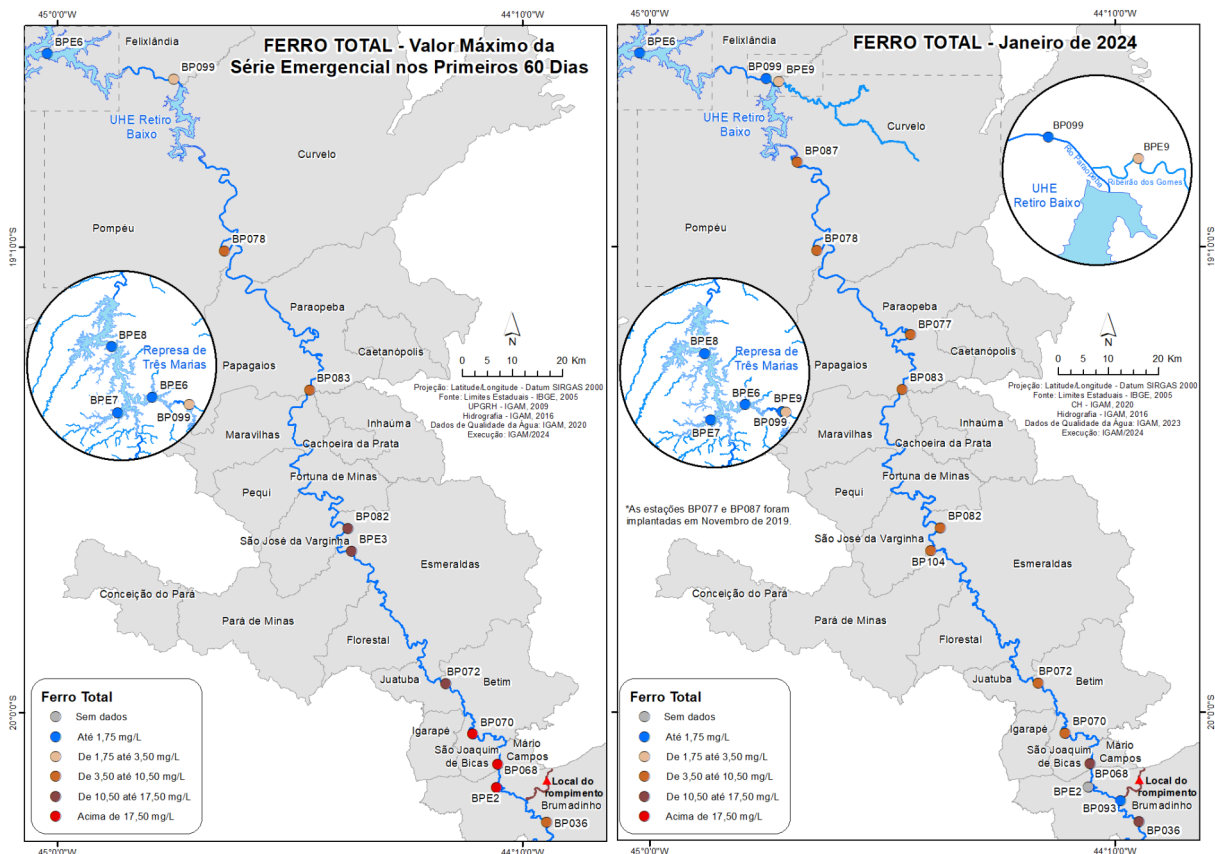 45°0'0"W
44°10'0"W
FERRO TOTAL - Valor Máximo da
Série Emergencial nos Primeiros 60 Dias
BPE6
Felixlândia
BP099
UHE Retiro
Baixo
Curvelo
Pompéu
BP078
Paraopeba
BPE8
Represa de
Três Marias
BPE6
BPE7
BP099
N
0 5 10 20 Km
Caetanópolis
Papagaios
BP083
Projeção: Latitude/Longitude - Datum SIRGAS 2000
Fonte: Limites Estaduais - IBGE, 2005
UPGRH - IGAM, 2009
Hidrografia - IGAM, 2016
Dados de Qualidade da Água: IGAM, 2020
Execução: IGAM/2024
Inhaúma
Maravilhas
Cachoeira da Prata
Fortuna de Minas
Pequi
BP082
São José da Varginha
BPE3
Esmeraldas
Conceição do Pará
Pará de Minas
Florestal
BP072
Juatuba
Betim
Igarapé
BP070
São Joaquim
de Bicas
Mário
Campos
BP068
Local do
rompimento
BPE2
Brumadinho
BP036
Ferro Total
Sem dados
Até 1,75 mg/L
De 1,75 até 3,50 mg/L
De 3,50 até 10,50 mg/L
De 10,50 até 17,50 mg/L
Acima de 17,50 mg/L
45°0'0"W
44°10'0"W
19°10'0"S
20°0'0"S
45°0'0"W
44°10'0"W
FERRO TOTAL - Janeiro de 2024
BPE6
Felixlândia
BP099
BPE9
UHE Retiro
Baixo
Curvelo
BP087
BP099
BPE9
Rio Paraopeba
Ribeirão dos Gomes
UHE
Retiro Baixo
Pompéu
BP078
Paraopeba
BP077
BPE8
Represa de
Três Marias
BPE6
BPE9
BPE7
BP099
N
0 5 10 20 Km
Caetanópolis
Papagaios
BP083
Projeção: Latitude/Longitude - Datum SIRGAS 2000
Fonte: Limites Estaduais - IBGE, 2005
CH - IGAM, 2020
Hidrografia - IGAM, 2016
Dados de Qualidade da Água: IGAM, 2023
Execução: IGAM/2024
Inhaúma
Maravilhas
Cachoeira da Prata
Fortuna de Minas
Pequi
*As estações BP077 e BP087 foram
implantadas em Novembro de 2019.
BP082
São José da Varginha
BP104
Esmeraldas
Conceição do Pará
Pará de Minas
Florestal
BP072
Juatuba
Betim
Igarapé
BP070
São Joaquim
de Bicas
Mário
Campos
BP068
Local do
rompimento
BPE2
BP093
Brumadinho
BP036
Ferro Total
Sem dados
Até 1,75 mg/L
De 1,75 até 3,50 mg/L
De 3,50 até 10,50 mg/L
De 10,50 até 17,50 mg/L
Acima de 17,50 mg/L
45°0'0"W
44°10'0"W
19°10'0"S
20°0'0"S